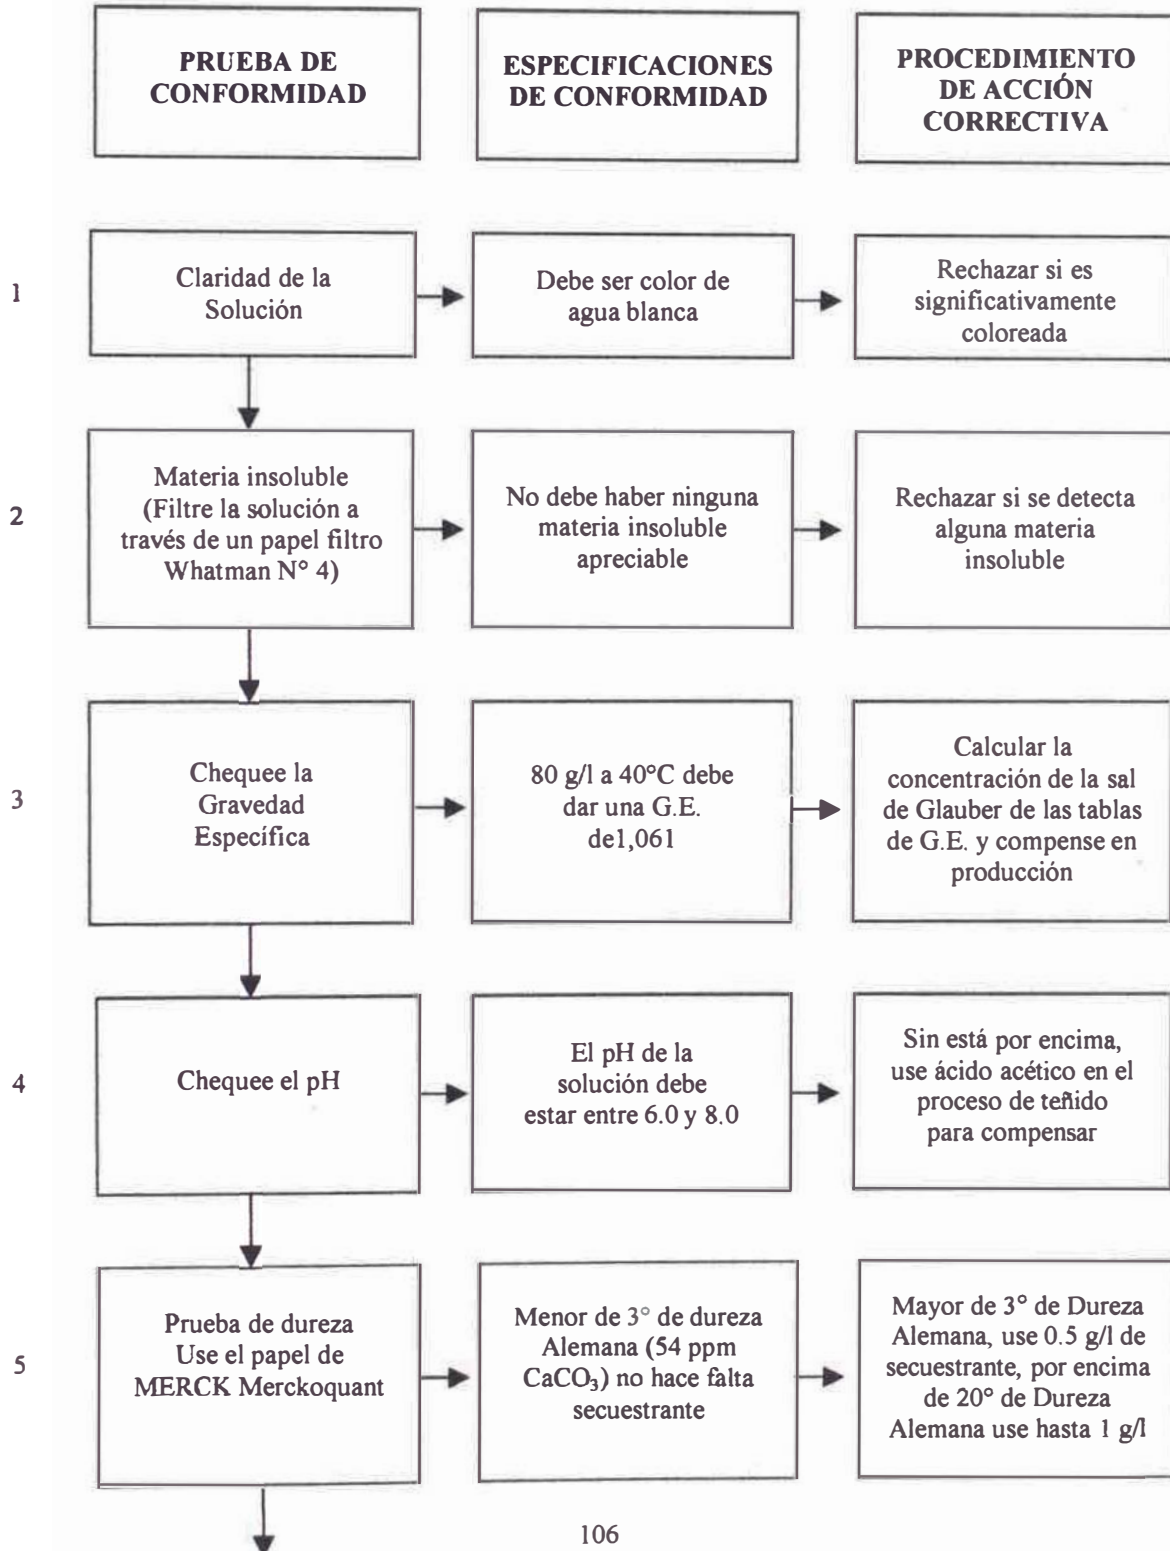 PRUEBA DE
CONFORMIDAD
ESPECIFICACIONES
DE CONFORMIDAD
PROCEDIMIENTO
DE ACCIÓN
CORRECTIVA
1
Claridad de la
Solución
Debe ser color de
agua blanca
Rechazar si es
significativamente
coloreada
2
Materia insoluble
(Filtre la solución a
través de un papel filtro
Whatman N° 4)
No debe haber ninguna
materia insoluble
apreciable
Rechazar si se detecta
alguna materia
insoluble
3
Chequee la
Gravedad
Específica
80 g/l a 40°C debe
dar una G.E.
de1,061
Calcular la
concentración de la sal
de Glauber de las tablas
de G.E. y compense en
producción
4
Chequee el pH
El pH de la
solución debe
estar entre 6.0 y 8.0
Sin está por encima,
use ácido acético en el
proceso de teñido
para compensar
5
Prueba de dureza
Use el papel de
MERCK Merckoquant
Menor de 3° de dureza
Alemana (54 ppm
CaCO₃) no hace falta
secuestrante
Mayor de 3° de Dureza
Alemana, use 0.5 g/l de
secuestrante, por encima
de 20° de Dureza
Alemana use hasta 1 g/l
106